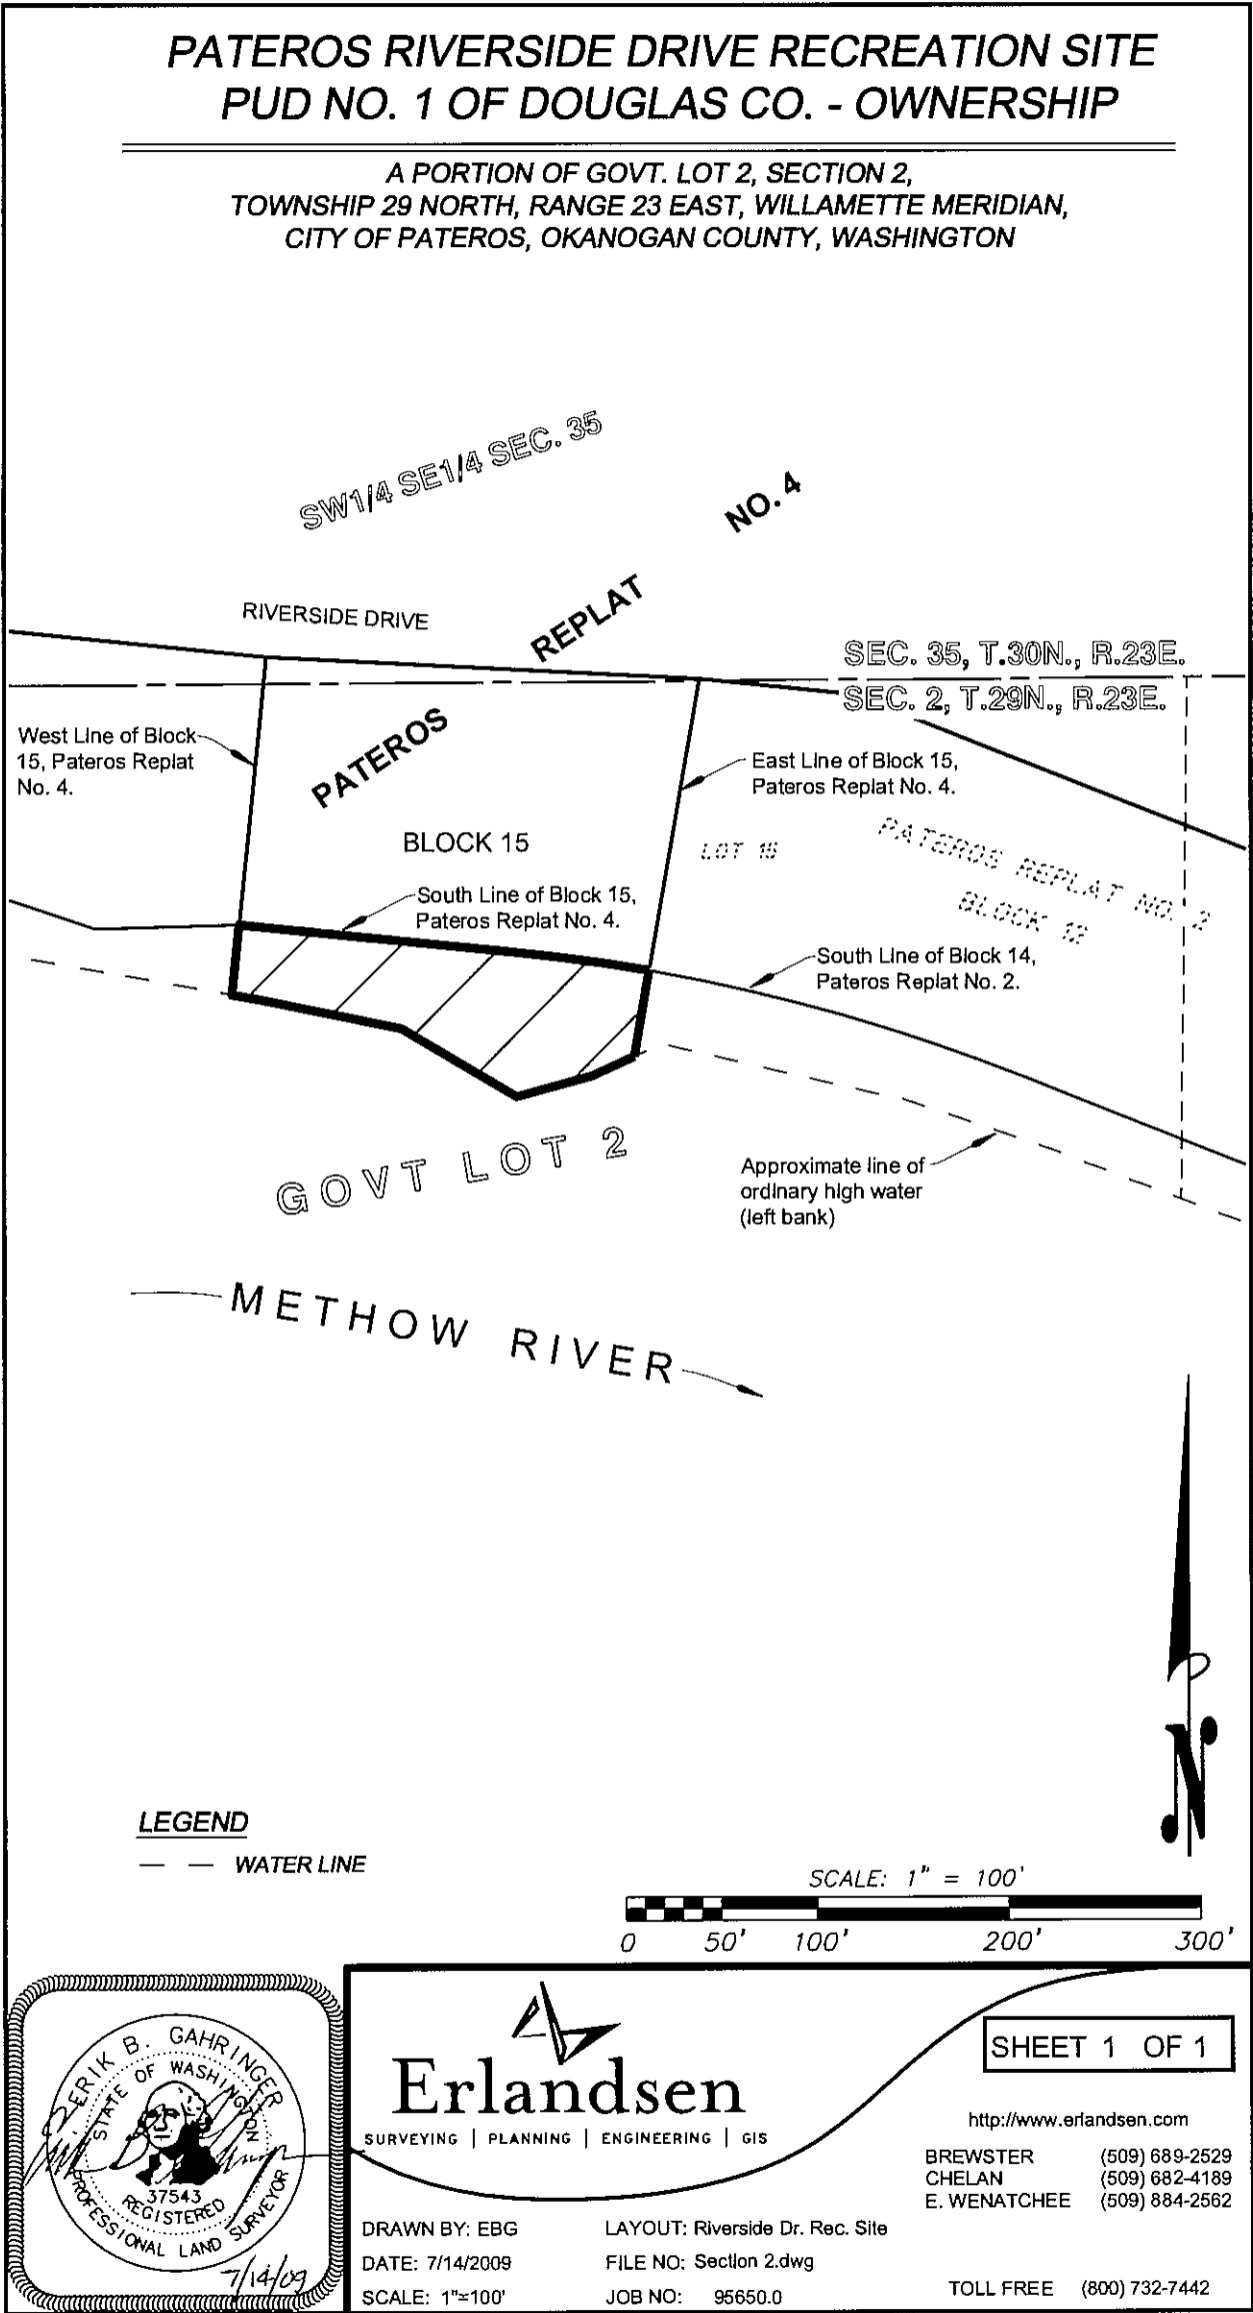 PATEROS RIVERSIDE DRIVE RECREATION SITE
PUD NO. 1 OF DOUGLAS CO. - OWNERSHIP
A PORTION OF GOVT. LOT 2, SECTION 2,
TOWNSHIP 29 NORTH, RANGE 23 EAST, WILLAMETTE MERIDIAN,
CITY OF PATEROS, OKANOGAN COUNTY, WASHINGTON
SW1/4 SE1/4 SEC. 35
PATEROS REPLAT NO. 4
RIVERSIDE DRIVE
SEC. 35, T.30N., R.23E.
SEC. 2, T.29N., R.23E.
West Line of Block
15, Pateros Replat
No. 4.
East Line of Block 15,
Pateros Replat No. 4.
BLOCK 15
LOT 15
PATEROS REPLAT NO. 2
BLOCK
South Line of Block 15,
Pateros Replat No. 4.
South Line of Block 14,
Pateros Replat No. 2.
GOVT LOT 2
Approximate line of
ordinary high water
(left bank)
METHOW RIVER
N
LEGEND
WATER LINE
SCALE: 1" = 100'
0 50' 100' 200' 300'
ERIK B. GAHRINGER
STATE OF WASHINGTON
37543
REGISTERED
PROFESSIONAL LAND SURVEYOR
7/14/09
Erlandsen
SURVEYING | PLANNING | ENGINEERING | GIS
SHEET 1 OF 1
http://www.erlandsen.com
BREWSTER (509) 689-2529
CHELAN (509) 682-4189
E. WENATCHEE (509) 884-2562
DRAWN BY: EBG LAYOUT: Riverside Dr. Rec. Site
DATE: 7/14/2009 FILE NO: Section 2.dwg
SCALE: 1"=100' JOB NO: 95650.0
TOLL FREE (800) 732-7442